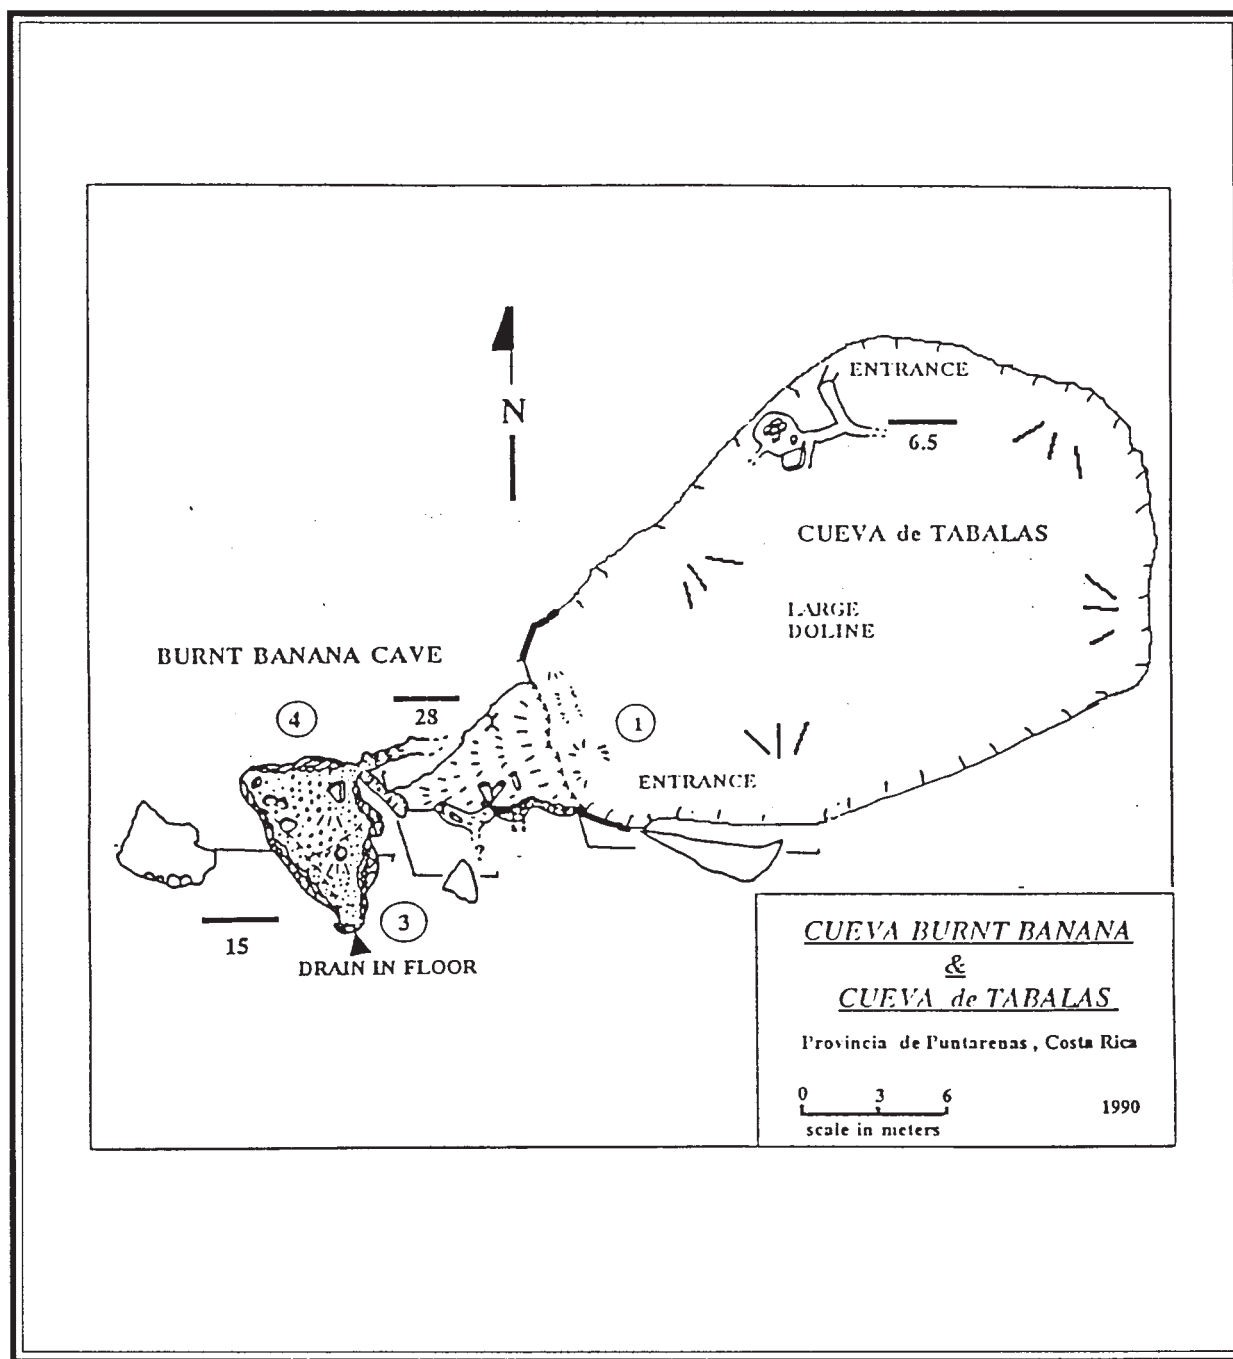 ENTRANCE
N
6.5
CUEVA de TABALAS
LARGE
DOLINE
BURNT BANANA CAVE
28
4
1
ENTRANCE
?
3
15
DRAIN IN FLOOR
CUEVA BURNT BANANA
&
CUEVA de TABALAS
Provincia de Puntarenas, Costa Rica
0 3 6
scale in meters
1990